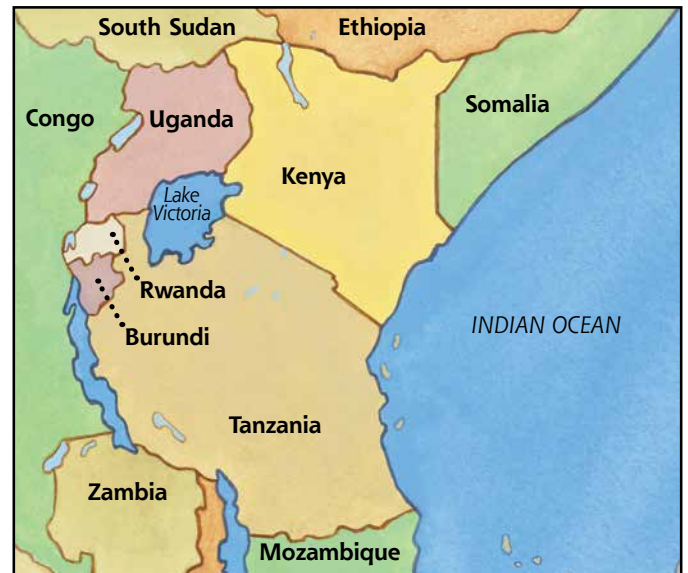 South Sudan
Ethiopia
Congo
Uganda
Somalia
Kenya
Lake
Victoria
Rwanda
Burundi
INDIAN OCEAN
Tanzania
Zambia
Mozambique